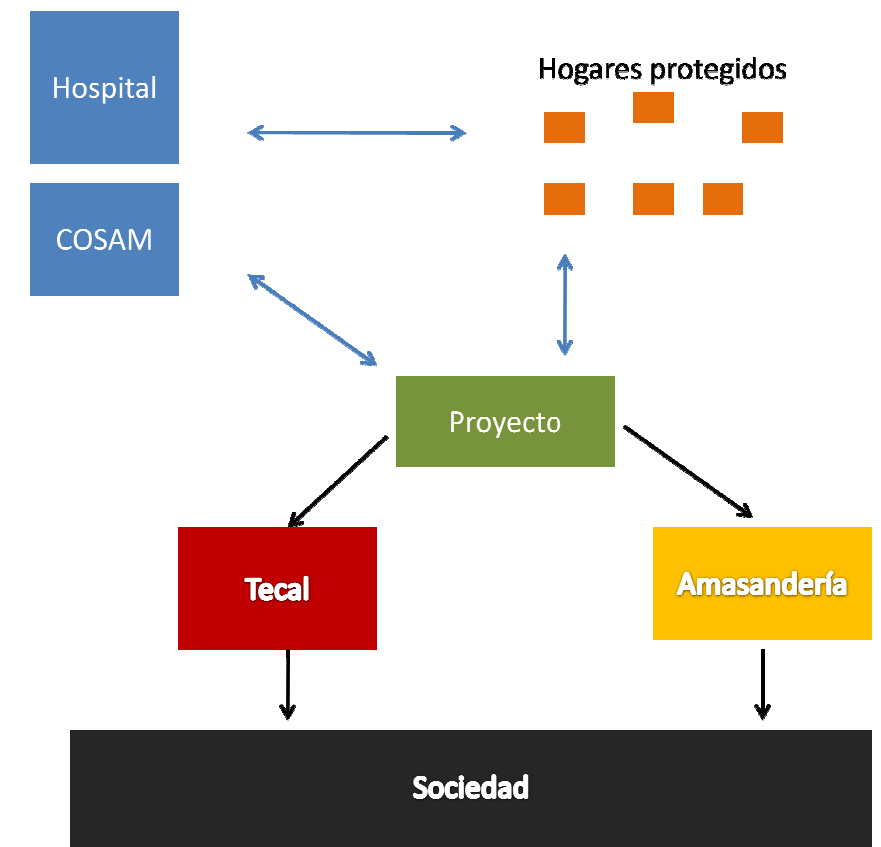 Hospital
Hogares protegidos
COSAM
Proyecto
Tecal
Amasandería
Sociedad